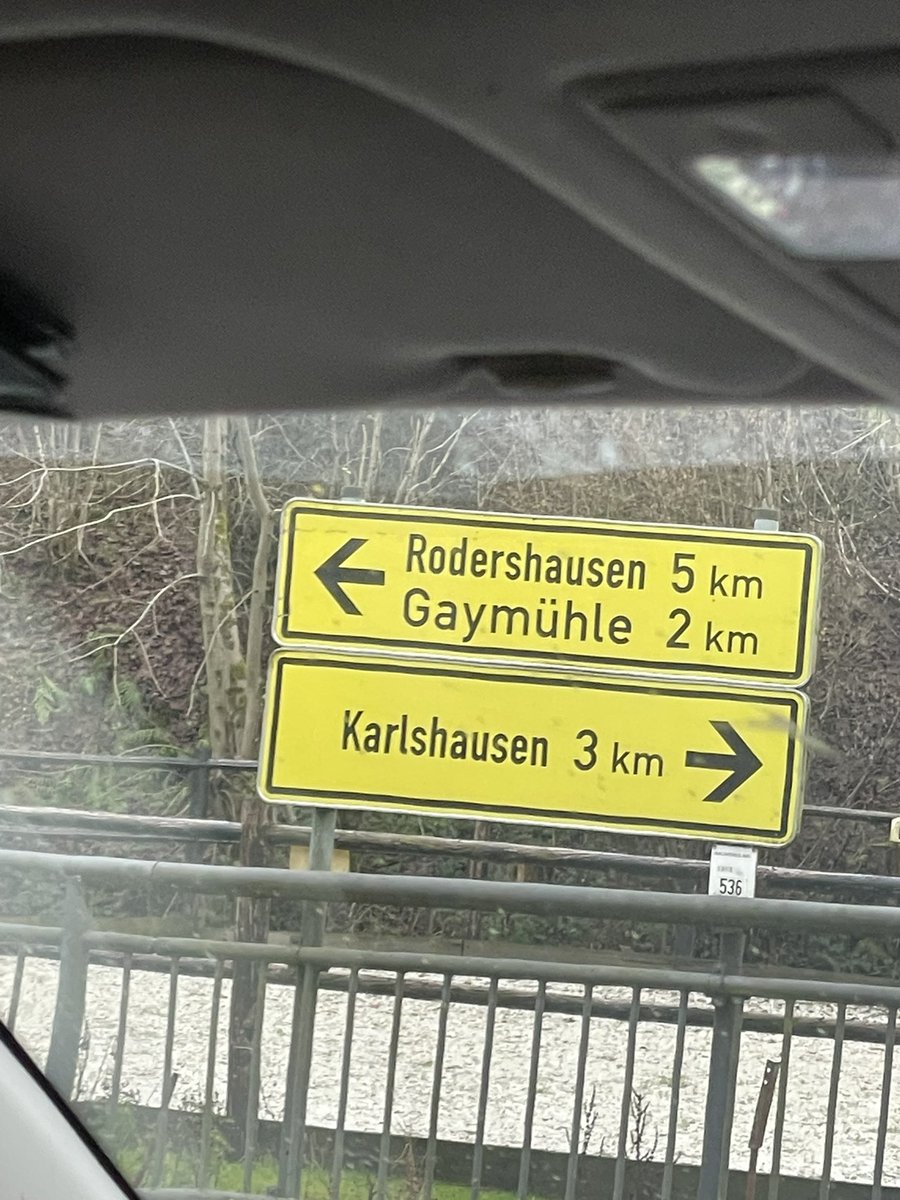 Rodershausen 5 km
Gaymühle 2 km
Karlshausen 3 km
536